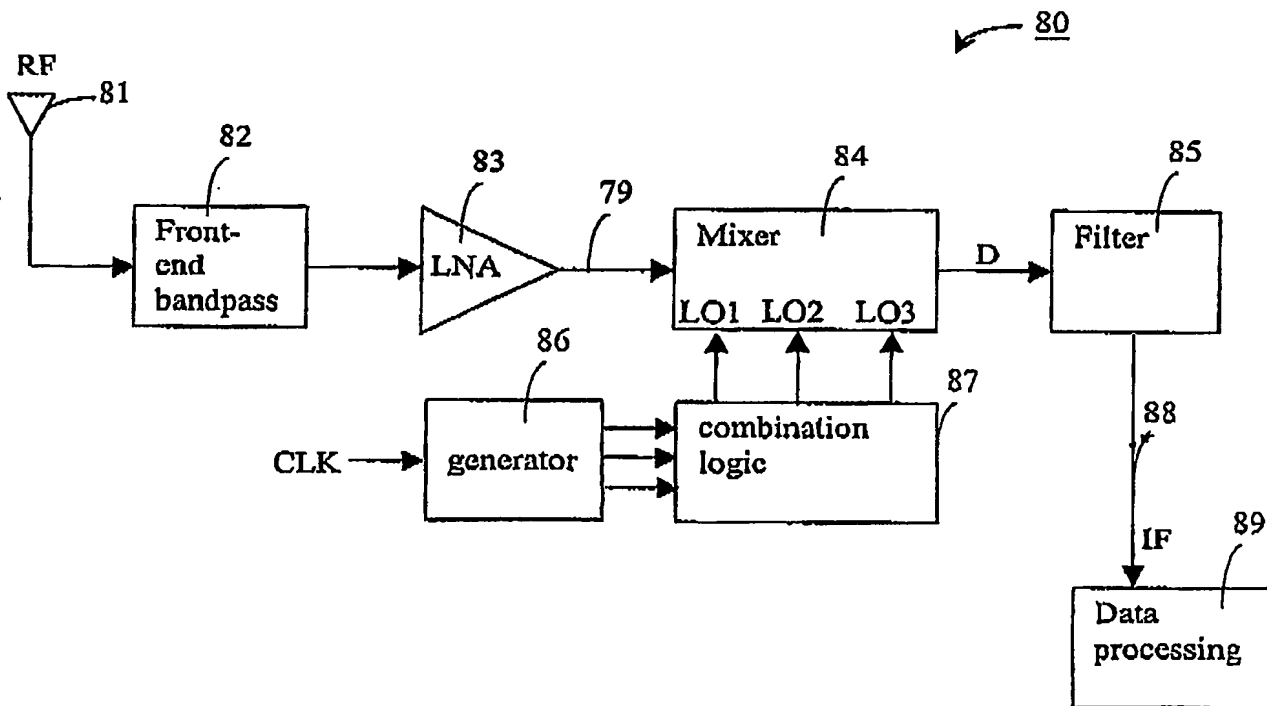 80
RF
81
82
83
79
84
85
Front-
end
bandpass
LNA
Mixer
D
Filter
LO1 LO2 LO3
86
87
88
CLK
generator
combination
logic
IF
89
Data
processing